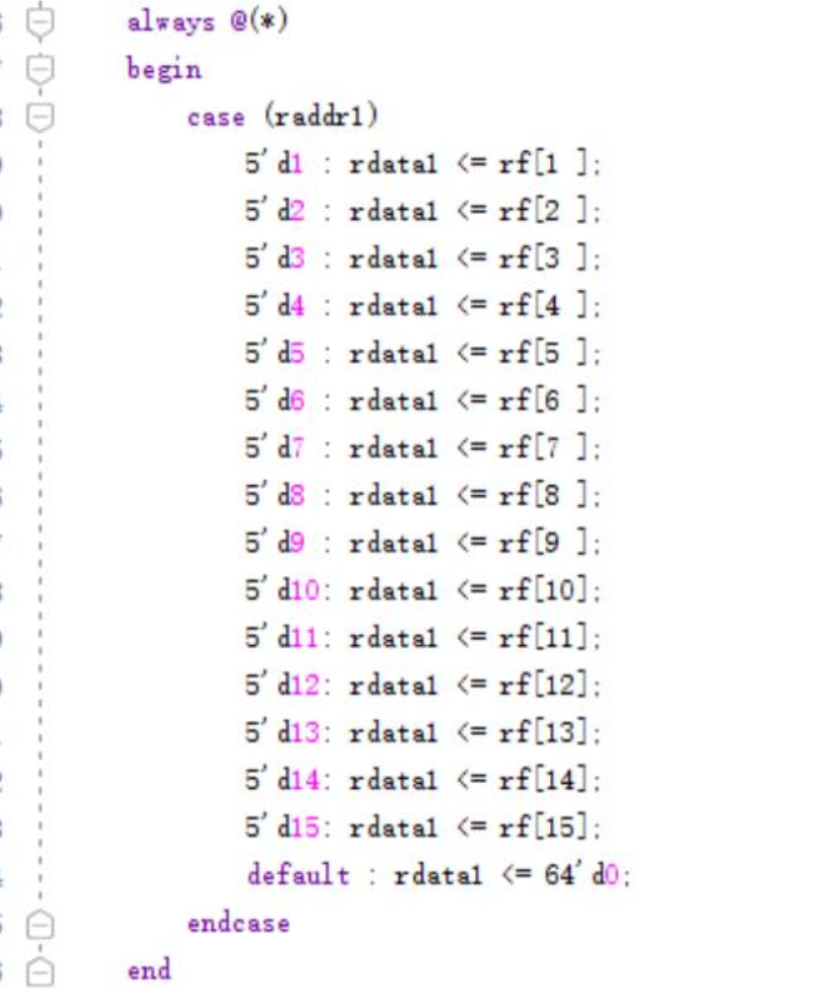 always @(*)
begin
case (raddr1)
5'd1 : rdata1 <= rf[1 ];
5'd2 : rdata1 <= rf[2 ];
5'd3 : rdata1 <= rf[3 ];
5'd4 : rdata1 <= rf[4 ];
5'd5 : rdata1 <= rf[5 ];
5'd6 : rdata1 <= rf[6 ];
5'd7 : rdata1 <= rf[7 ];
5'd8 : rdata1 <= rf[8 ];
5'd9 : rdata1 <= rf[9 ];
5'd10: rdata1 <= rf[10];
5'd11: rdata1 <= rf[11];
5'd12: rdata1 <= rf[12];
5'd13: rdata1 <= rf[13];
5'd14: rdata1 <= rf[14];
5'd15: rdata1 <= rf[15];
default : rdata1 <= 64'd0;
endcase
end